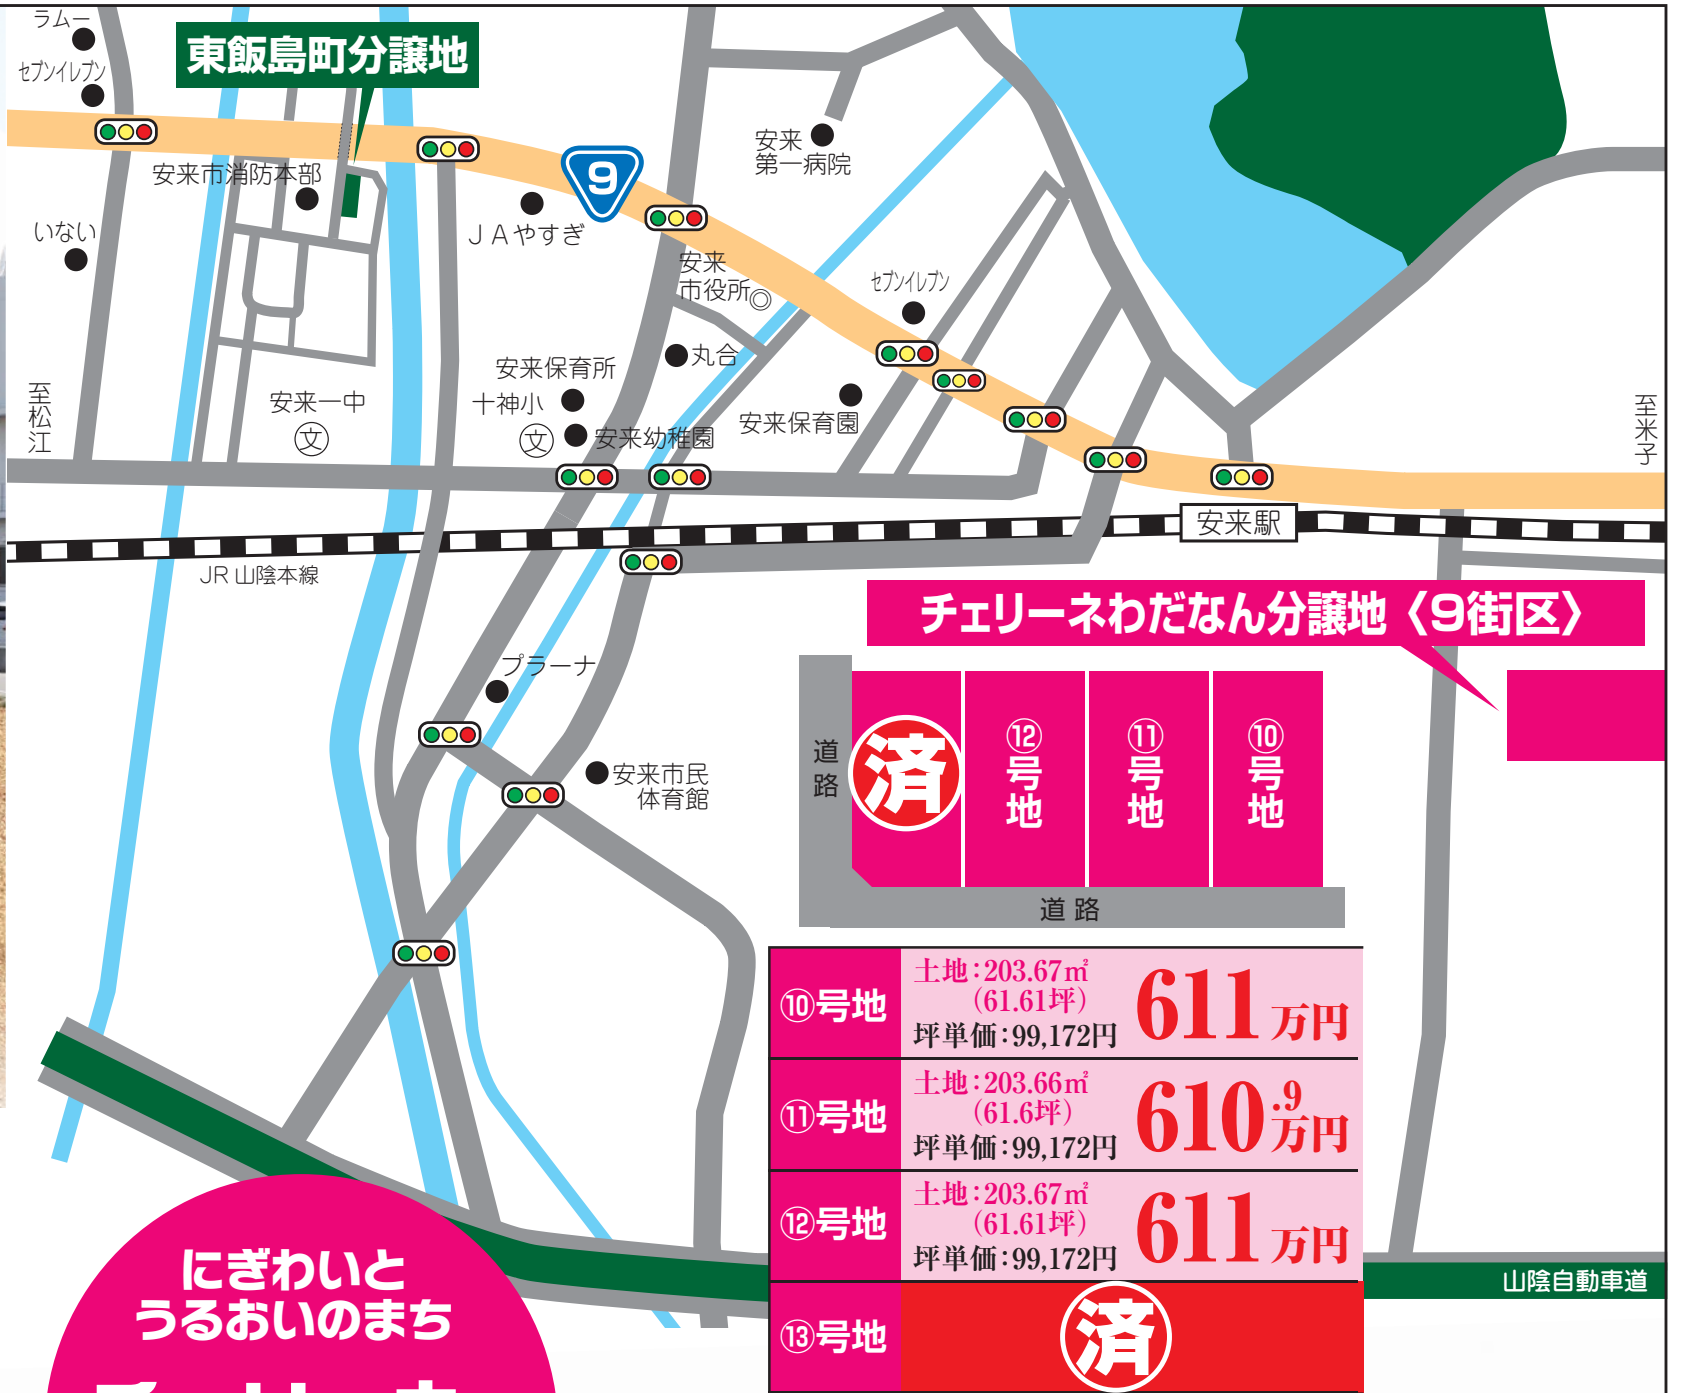 ラムー
セブンイレブン
東飯島町分譲地
安来市消防本部
いない
9
JAやすぎ
安来
第一病院
安来
市役所◎
セブンイレブン
丸合
安来保育所
十神小
文
安来幼稚園
安来保育園
安来一中
文
至松江
至米子
安来駅
JR山陰本線
チェリーネわだなん分譲地〈9街区〉
プラーナ
安来市民
体育館
道路
済
⑫号地
⑪号地
⑩号地
道路
⑩号地
土地:203.67㎡
(61.61坪)
坪単価:99,172円
611万円
⑪号地
土地:203.66㎡
(61.6坪)
坪単価:99,172円
610.9万円
⑫号地
土地:203.67㎡
(61.61坪)
坪単価:99,172円
611万円
⑬号地
済
山陰自動車道
にぎわいと
うるおいのまち